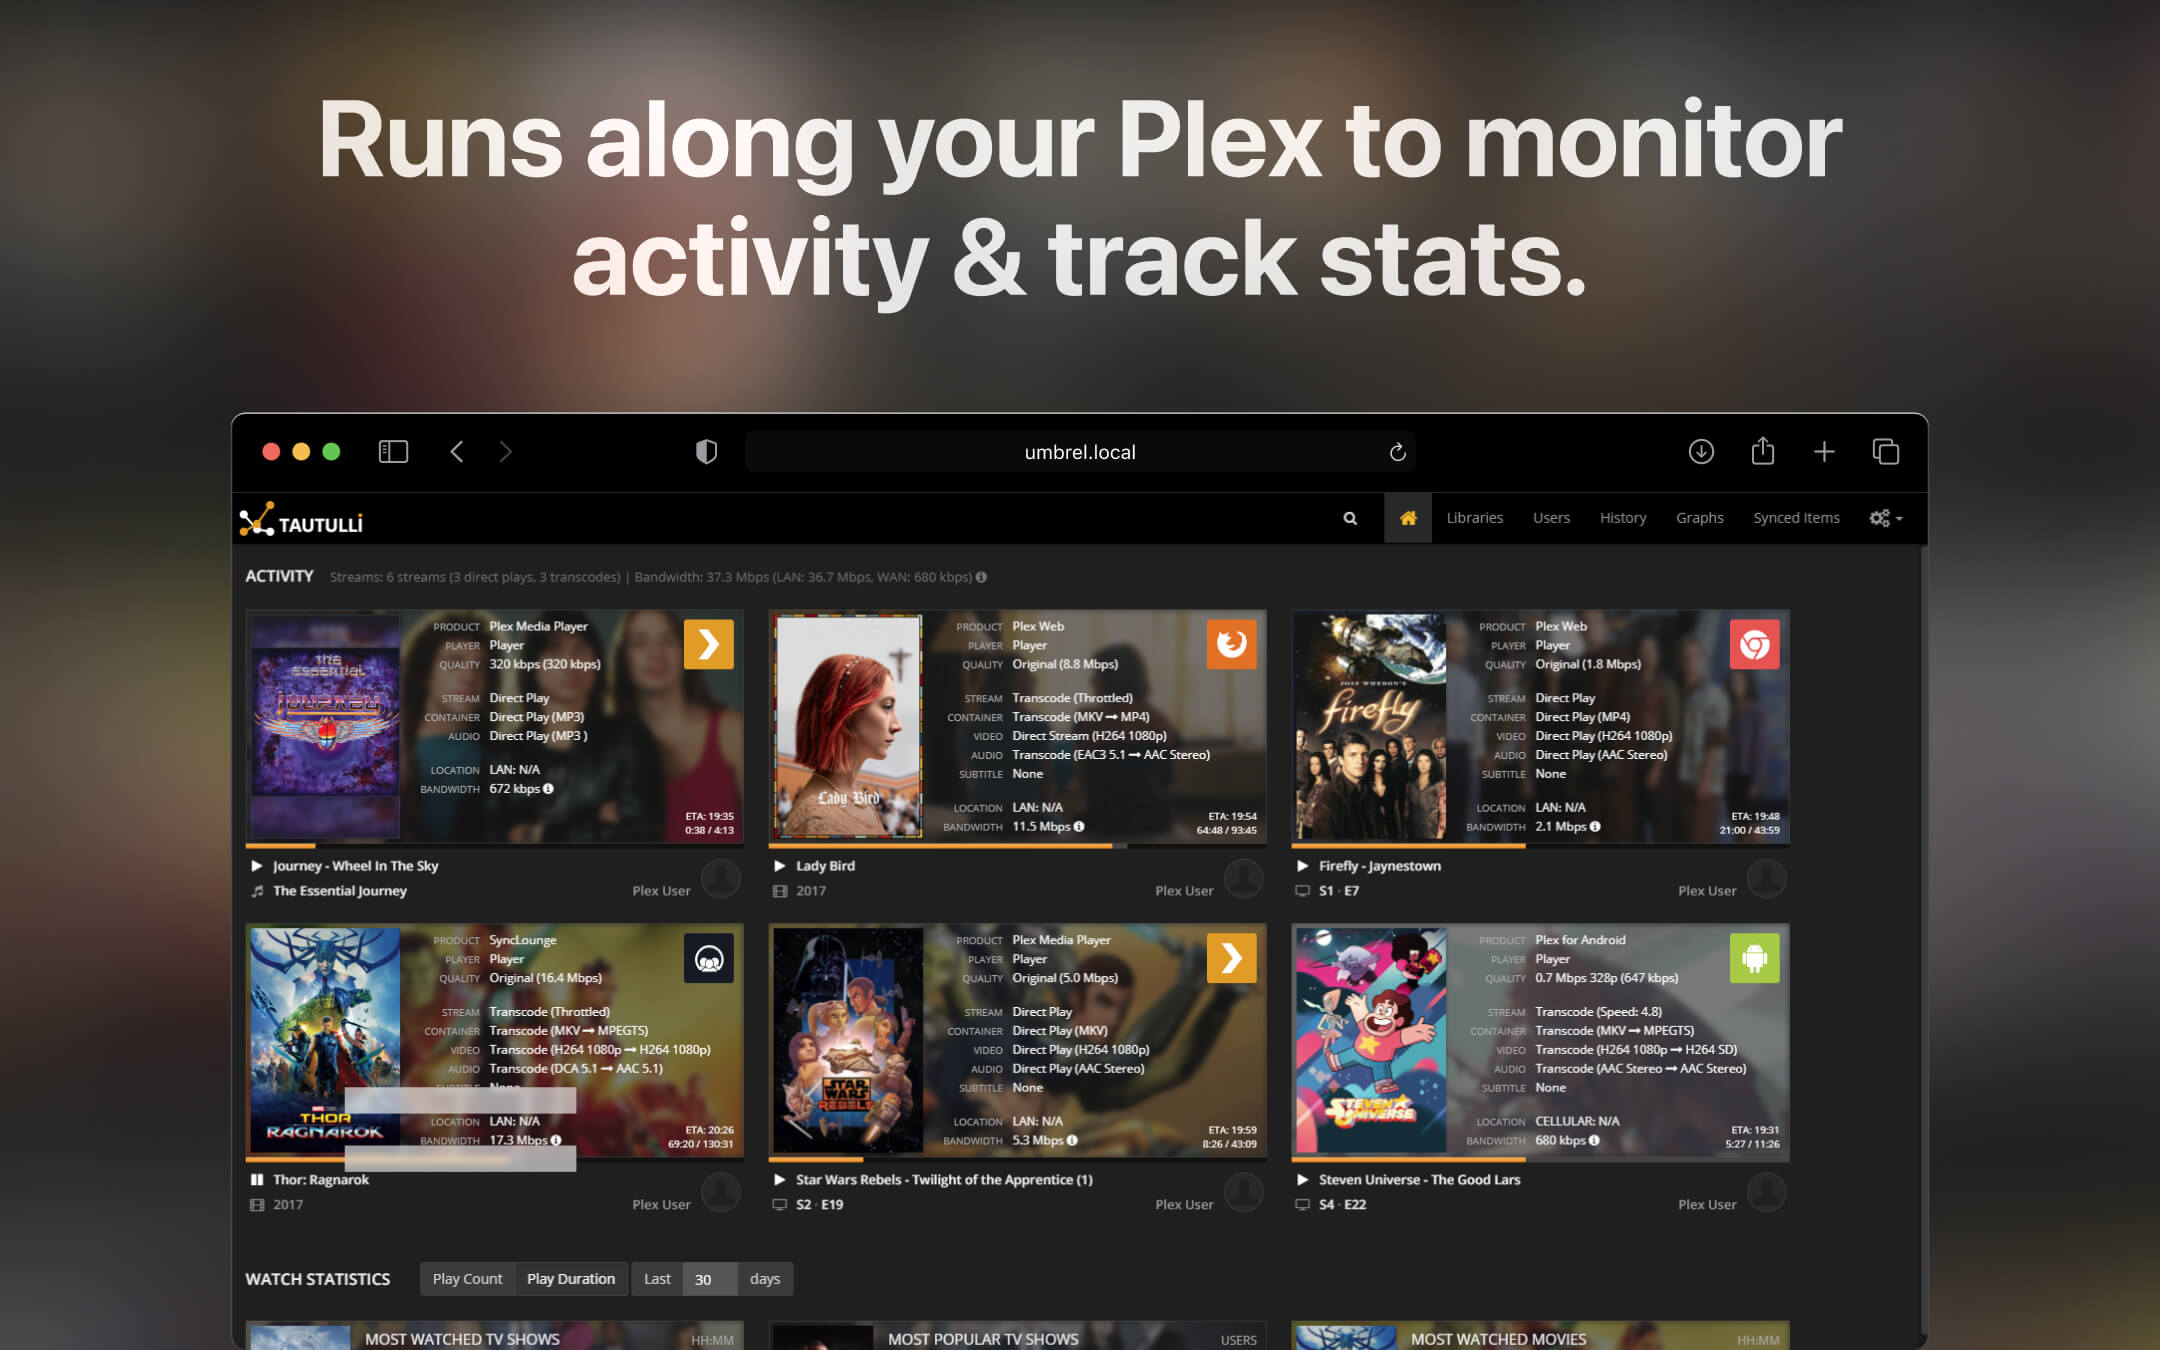 Runs along your Plex to monitor
activity & track stats.
umbrel.local
TAUTULLI
Libraries Users History Graphs Synced Items
ACTIVITY Streams: 6 streams (3 direct plays, 3 transcodes) | Bandwidth: 37.3 Mbps (LAN: 36.7 Mbps, WAN: 680 kbps)
THE ESSENTIAL
JOURNEY
PRODUCT Plex Media Player
PLAYER Player
QUALITY 320 kbps (320 kbps)
STREAM Direct Play
CONTAINER Direct Play (MP3)
AUDIO Direct Play (MP3 )
LOCATION LAN: N/A
BANDWIDTH 672 kbps
ETA: 19:35
0:38 / 4:13
Journey - Wheel In The Sky
The Essential Journey
Plex User
Lady Bird
PRODUCT Plex Web
PLAYER Player
QUALITY Original (8.8 Mbps)
STREAM Transcode (Throttled)
CONTAINER Transcode (MKV → MP4)
VIDEO Direct Stream (H264 1080p)
AUDIO Transcode (EAC3 5.1 → AAC Stereo)
SUBTITLE None
LOCATION LAN: N/A
BANDWIDTH 11.5 Mbps
ETA: 19:54
64:48 / 93:45
Lady Bird
2017
Plex User
JOSS WHEDON'S
firefly
PRODUCT Plex Web
PLAYER Player
QUALITY Original (1.8 Mbps)
STREAM Direct Play
CONTAINER Direct Play (MP4)
VIDEO Direct Play (H264 1080p)
AUDIO Direct Play (AAC Stereo)
SUBTITLE None
LOCATION LAN: N/A
BANDWIDTH 2.1 Mbps
ETA: 19:48
21:00 / 43:59
Firefly - Jaynestown
S1 · E7
Plex User
THOR
RAGNAROK
PRODUCT SyncLounge
PLAYER Player
QUALITY Original (16.4 Mbps)
STREAM Transcode (Throttled)
CONTAINER Transcode (MKV → MPEGTS)
VIDEO Transcode (H264 1080p → H264 1080p)
AUDIO Transcode (DCA 5.1 → AAC 5.1)
LOCATION LAN: N/A
BANDWIDTH 17.3 Mbps
ETA: 20:26
69:20 / 130:31
Thor: Ragnarok
2017
Plex User
STAR WARS
REBELS
PRODUCT Plex Media Player
PLAYER Player
QUALITY Original (5.0 Mbps)
STREAM Direct Play
CONTAINER Direct Play (MKV)
VIDEO Direct Play (H264 1080p)
AUDIO Direct Play (AAC Stereo)
SUBTITLE None
LOCATION LAN: N/A
BANDWIDTH 5.3 Mbps
ETA: 19:59
8:26 / 43:09
Star Wars Rebels - Twilight of the Apprentice (1)
S2 · E19
Plex User
STEVEN
UNIVERSE
PRODUCT Plex for Android
PLAYER Player
QUALITY 0.7 Mbps 328p (647 kbps)
STREAM Transcode (Speed: 4.8)
CONTAINER Transcode (MKV → MPEGTS)
VIDEO Transcode (H264 1080p → H264 SD)
AUDIO Transcode (AAC Stereo → AAC Stereo)
SUBTITLE None
LOCATION CELLULAR: N/A
BANDWIDTH 680 kbps
ETA: 19:31
5:27 / 11:26
Steven Universe - The Good Lars
S4 · E22
Plex User
WATCH STATISTICS Play Count Play Duration Last 30 days
MOST WATCHED TV SHOWS HH:MM
MOST POPULAR TV SHOWS USERS
MOST WATCHED MOVIES HH:MM